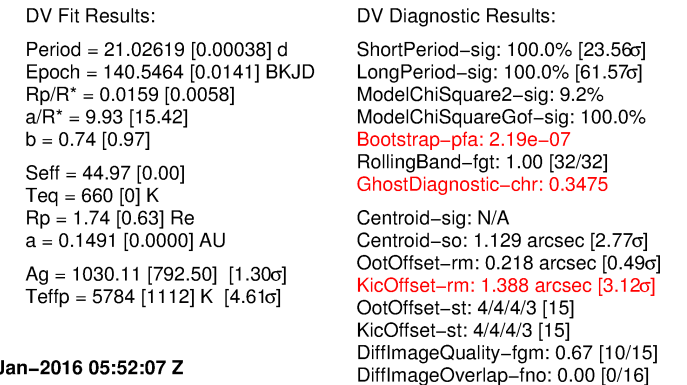 DV Fit Results:
Period = 21.02619 [0.00038] d
Epoch = 140.5464 [0.0141] BKJD
Rp/R* = 0.0159 [0.0058]
a/R* = 9.93 [15.42]
b = 0.74 [0.97]
Seff = 44.97 [0.00]
Teq = 660 [0] K
Rp = 1.74 [0.63] Re
a = 0.1491 [0.0000] AU
Ag = 1030.11 [792.50] [1.30σ]
Teffp = 5784 [1112] K [4.61σ]
Jan−2016 05:52:07 Z
DV Diagnostic Results:
ShortPeriod−sig: 100.0% [23.56σ]
LongPeriod−sig: 100.0% [61.57σ]
ModelChiSquare2−sig: 9.2%
ModelChiSquareGof−sig: 100.0%
Bootstrap−pfa: 2.19e−07
RollingBand−fgt: 1.00 [32/32]
GhostDiagnostic−chr: 0.3475
Centroid−sig: N/A
Centroid−so: 1.129 arcsec [2.77σ]
OotOffset−rm: 0.218 arcsec [0.49σ]
KicOffset−rm: 1.388 arcsec [3.12σ]
OotOffset−st: 4/4/4/3 [15]
KicOffset−st: 4/4/4/3 [15]
DiffImageQuality−fgm: 0.67 [10/15]
DiffImageOverlap−fno: 0.00 [0/16]